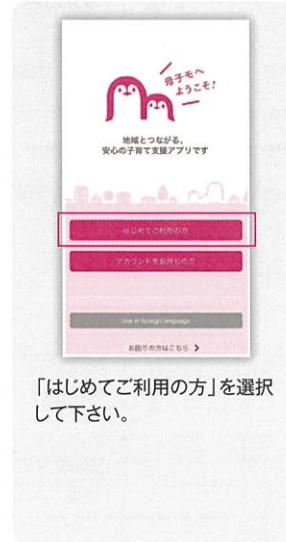 母子モへ
ようこそ!
地域とつながる、
安心の子育て支援アプリです
はじめてご利用の方
アカウントをお持ちの方
Use in foreign language
お困りの方はこちら ❯
「はじめてご利用の方」を選択
して下さい。